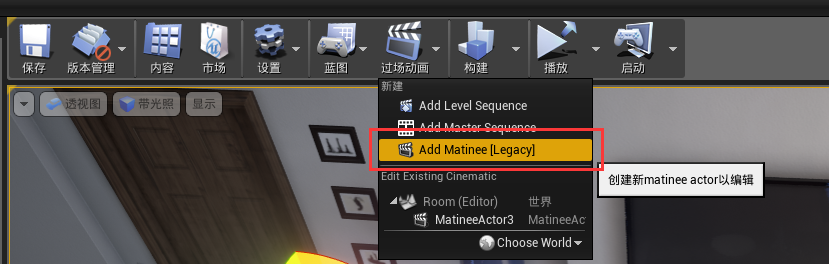 保存 版本管理 内容 市场 设置 蓝图 过场动画 构建 播放 启动
透视图 带光照 显示
新建
Add Level Sequence
Add Master Sequence
Add Matinee [Legacy]
创建新matinee actor以编辑
Edit Existing Cinematic
Room (Editor) 世界
MatineeActor3 MatineeAc
Choose World